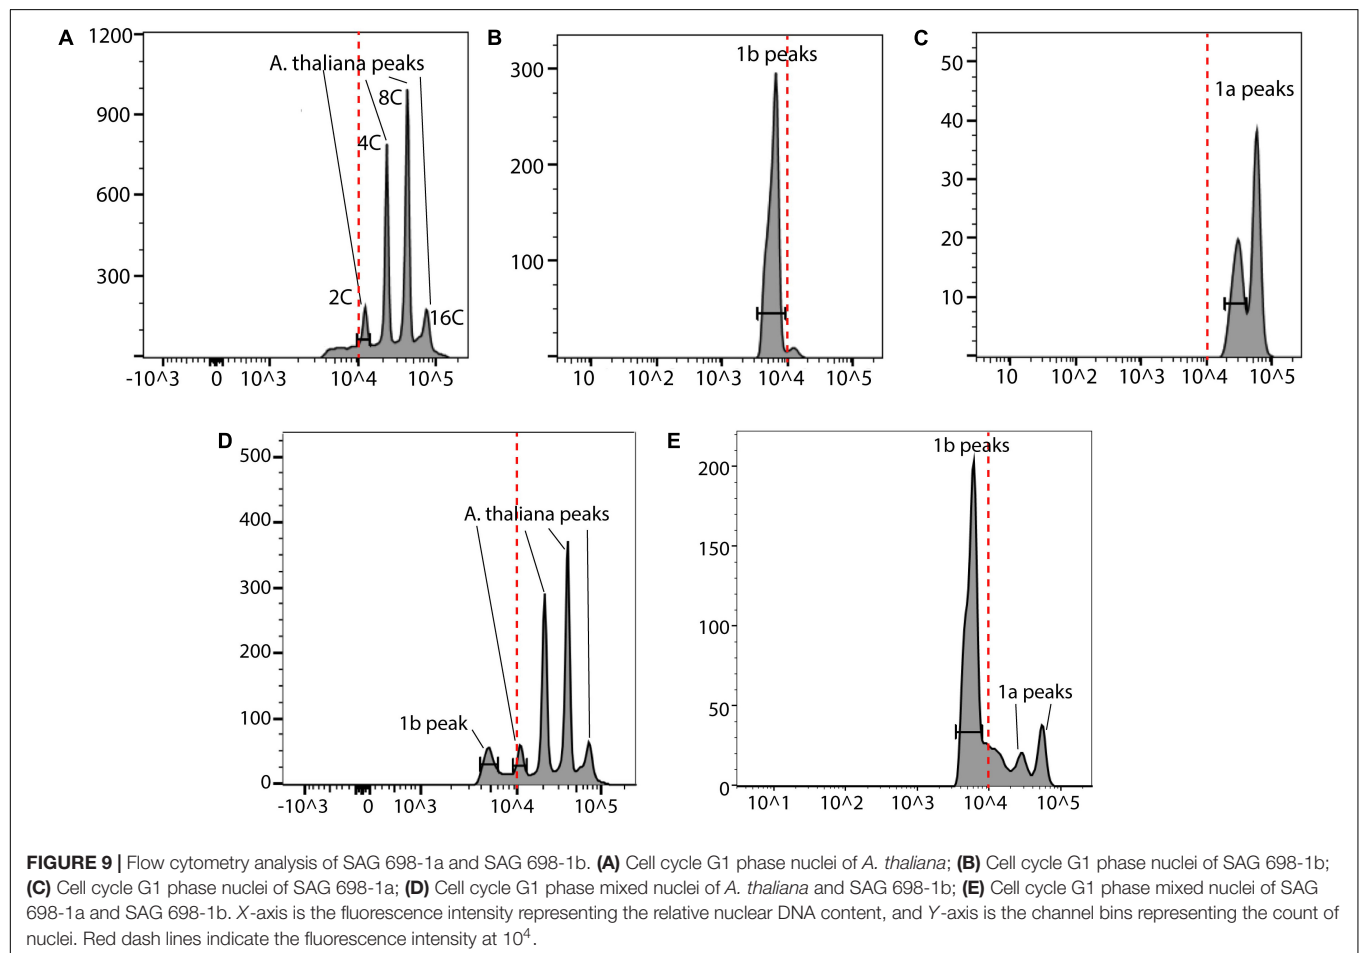 A
1200
900
600
300
A. thaliana peaks
8C
4C
2C
16C
-10^3 0 10^3 10^4 10^5
B
300
200
100
1b peaks
10 10^2 10^3 10^4 10^5
C
50
40
30
20
10
1a peaks
10 10^2 10^3 10^4 10^5
D
500
400
300
200
100
0
A. thaliana peaks
1b peak
-10^3 0 10^3 10^4 10^5
E
200
150
100
50
0
1b peaks
1a peaks
10^1 10^2 10^3 10^4 10^5
FIGURE 9 | Flow cytometry analysis of SAG 698-1a and SAG 698-1b. (A) Cell cycle G1 phase nuclei of A. thaliana; (B) Cell cycle G1 phase nuclei of SAG 698-1b;
(C) Cell cycle G1 phase nuclei of SAG 698-1a; (D) Cell cycle G1 phase mixed nuclei of A. thaliana and SAG 698-1b; (E) Cell cycle G1 phase mixed nuclei of SAG
698-1a and SAG 698-1b. X-axis is the fluorescence intensity representing the relative nuclear DNA content, and Y-axis is the channel bins representing the count of
nuclei. Red dash lines indicate the fluorescence intensity at 10⁴.